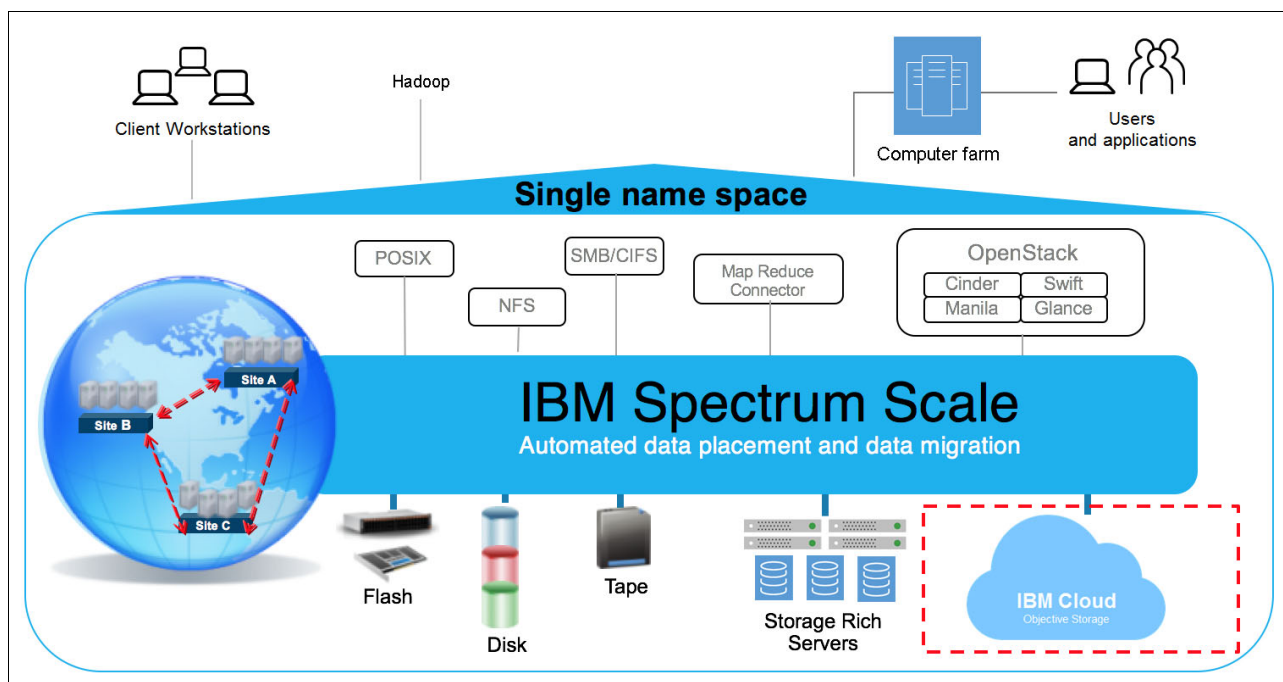 Hadoop
Client Workstations
Computer farm
Users
and applications
Single name space
POSIX
NFS
SMB/CIFS
Map Reduce
Connector
OpenStack
Cinder
Swift
Manila
Glance
Site A
Site B
Site C
IBM Spectrum Scale
Automated data placement and data migration
Flash
Disk
Tape
Storage Rich
Servers
IBM Cloud
Objective Storage